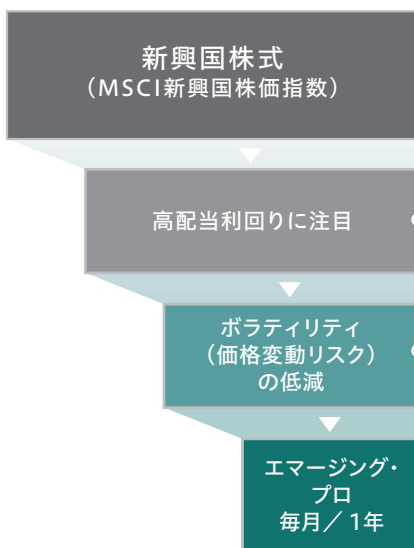 新興国株式
（MSCI新興国株価指数）
高配当利回りに注目
ボラティリティ
（価格変動リスク）
の低減
エマージング・
プロ
毎月／1年